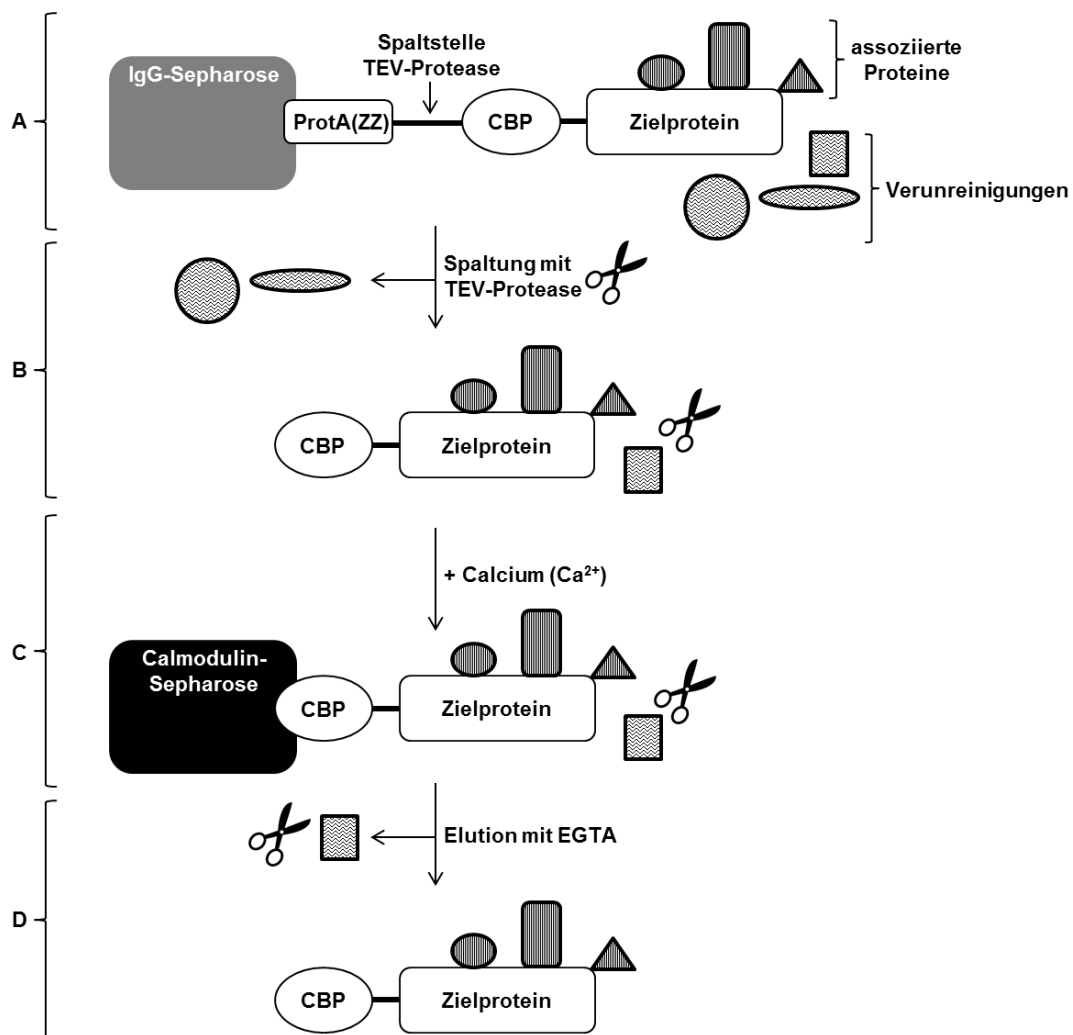 Spaltstelle
TEV-Protease
assoziierte
Proteine
IgG-Sepharose
A
ProtA(ZZ)
CBP
Zielprotein
Verunreinigungen
Spaltung mit
TEV-Protease
B
CBP
Zielprotein
+ Calcium (Ca²⁺)
C
Calmodulin-
Sepharose
CBP
Zielprotein
Elution mit EGTA
D
CBP
Zielprotein